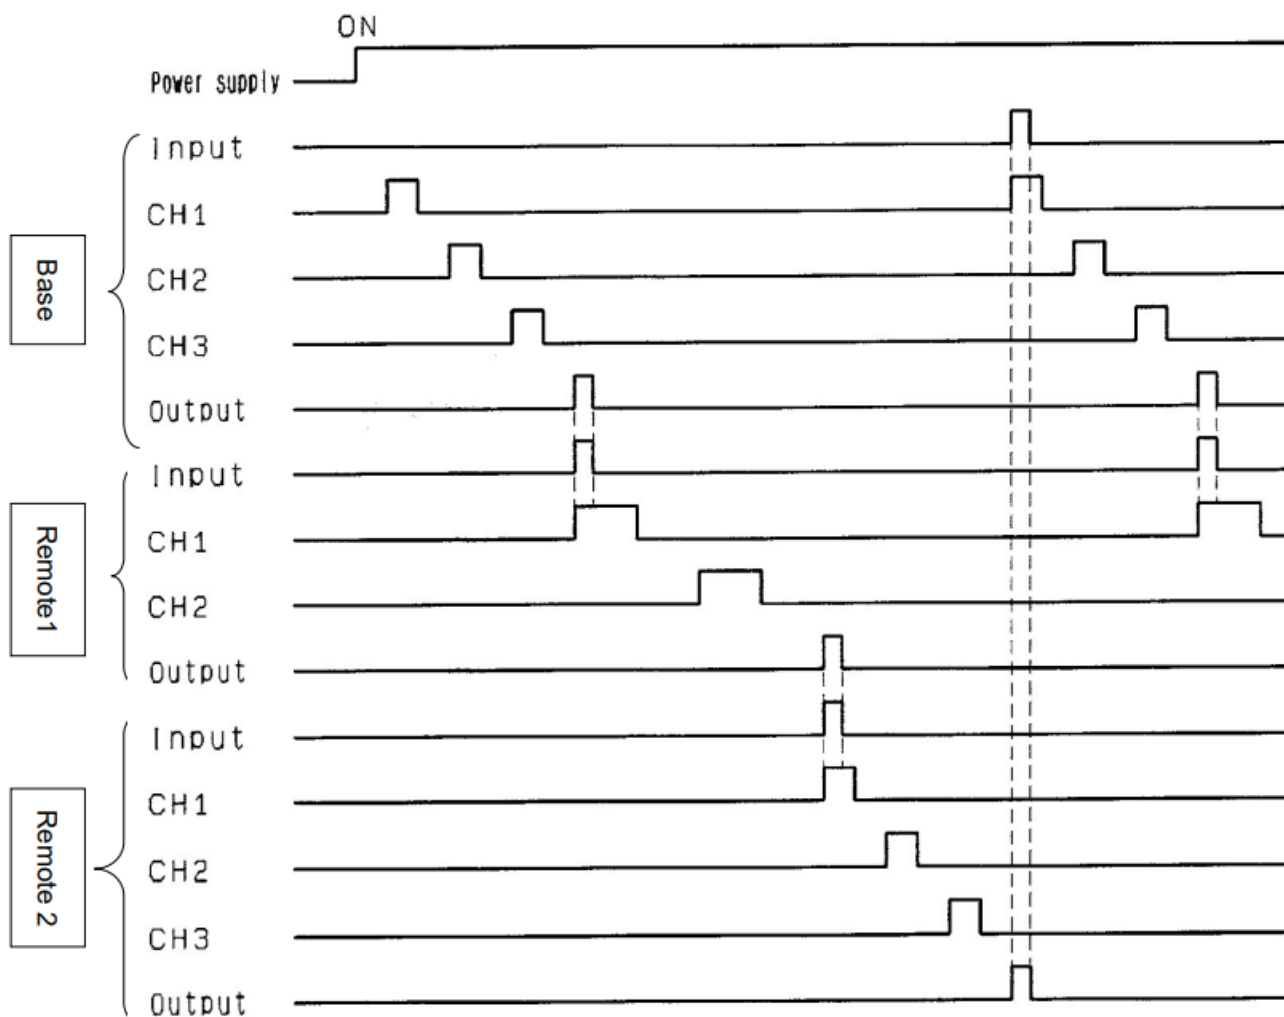 ON
Power supply
Base
Input
CH1
CH2
CH3
Output
Remote1
Input
CH1
CH2
Output
Remote 2
Input
CH1
CH2
CH3
Output